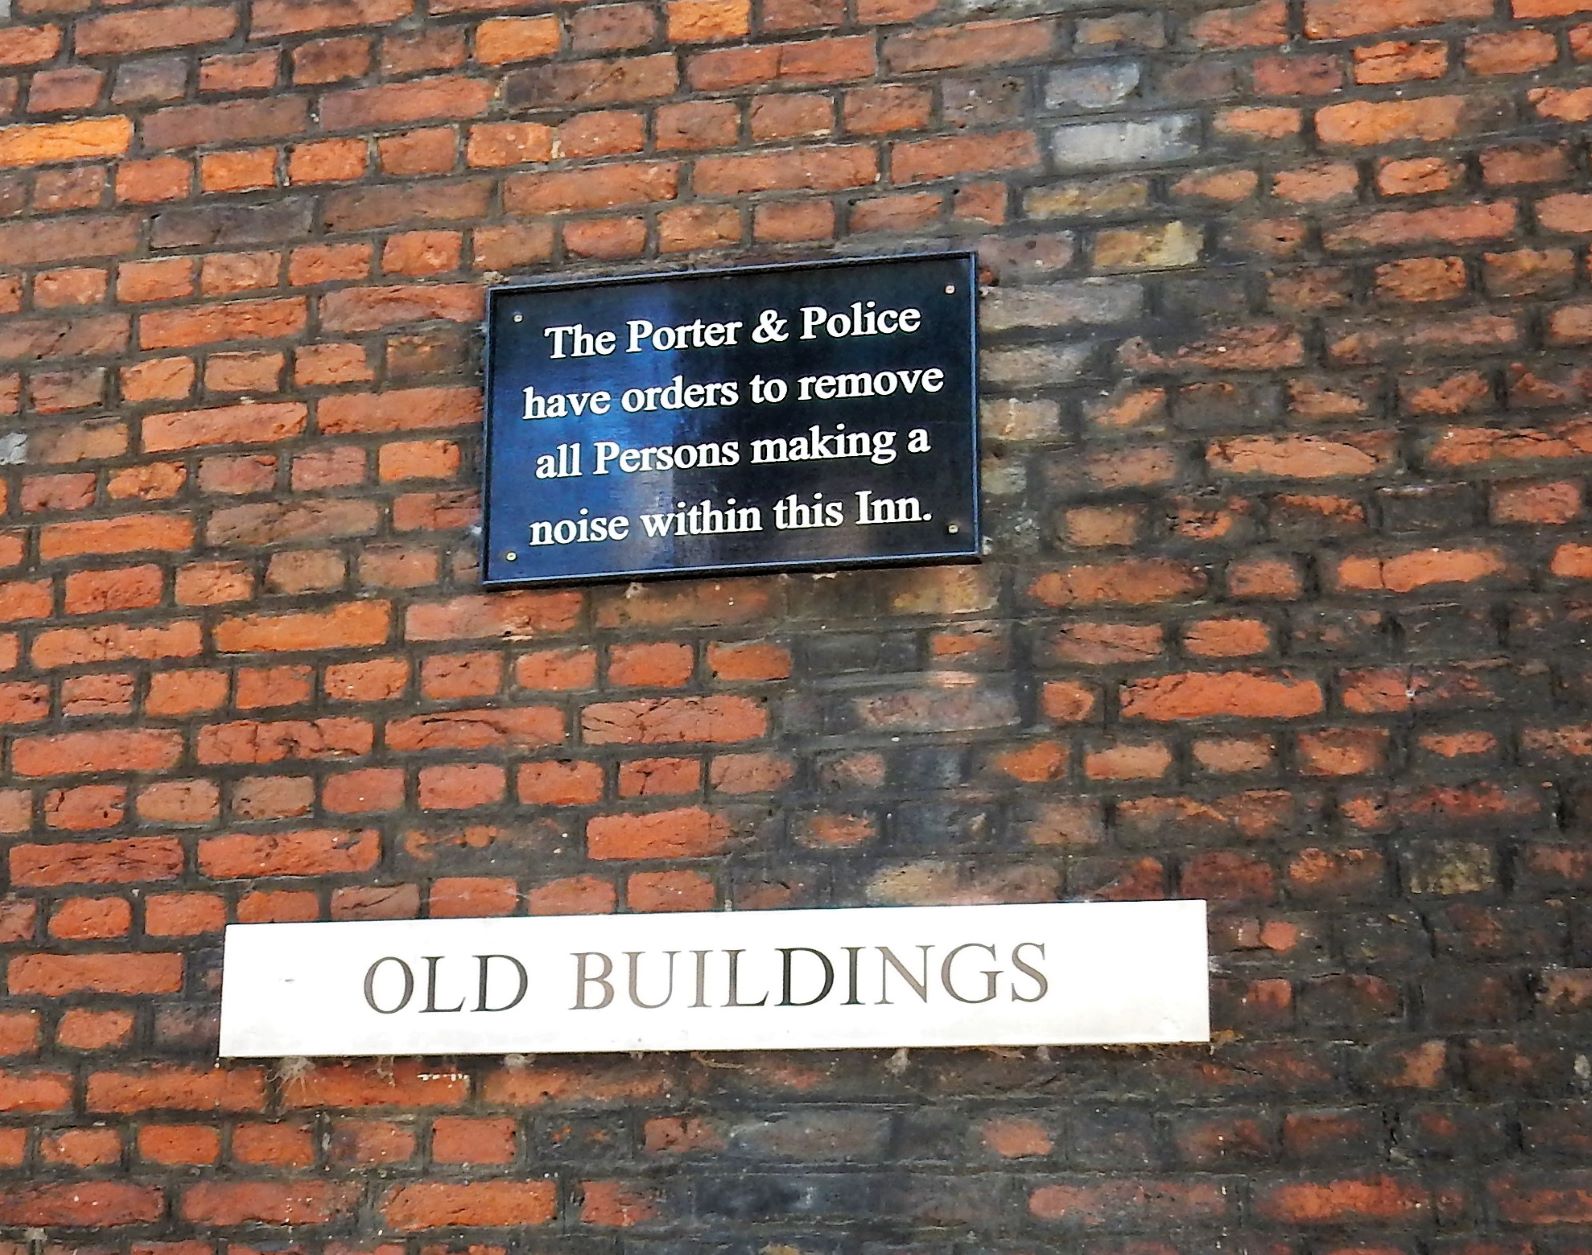 The Porter & Police
have orders to remove
all Persons making a
noise within this Inn.
OLD BUILDINGS